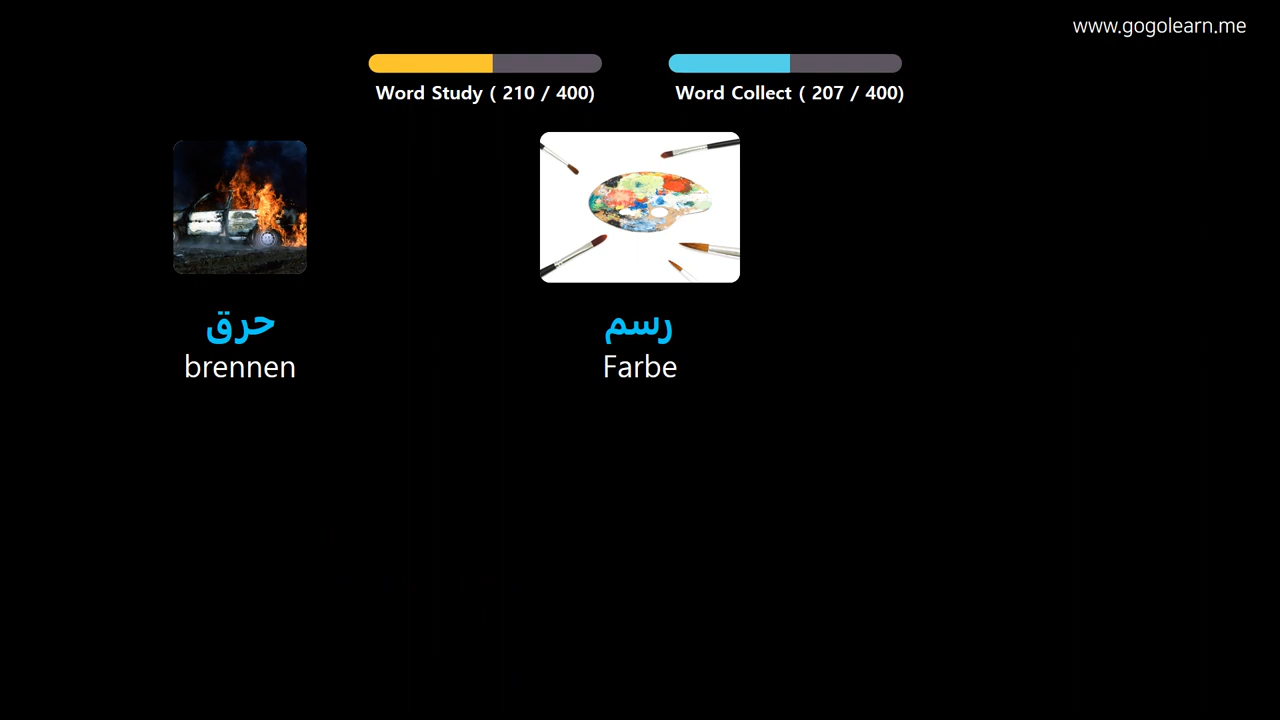 www.gogolearn.me
Word Study ( 210 / 400)
Word Collect ( 207 / 400)
حرق
brennen
رسم
Farbe